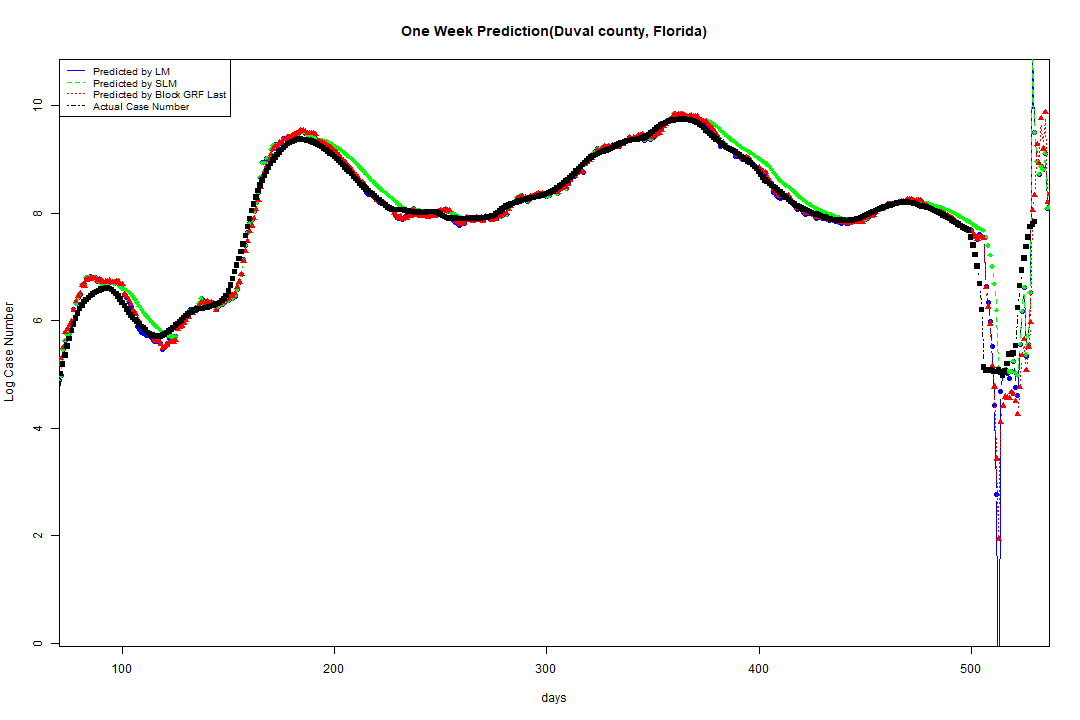 One Week Prediction(Duval county, Florida)
Predicted by LM
Predicted by SLM
Predicted by Block GRF Last
Actual Case Number
10
8
6
4
2
0
Log Case Number
100 200 300 400 500
days